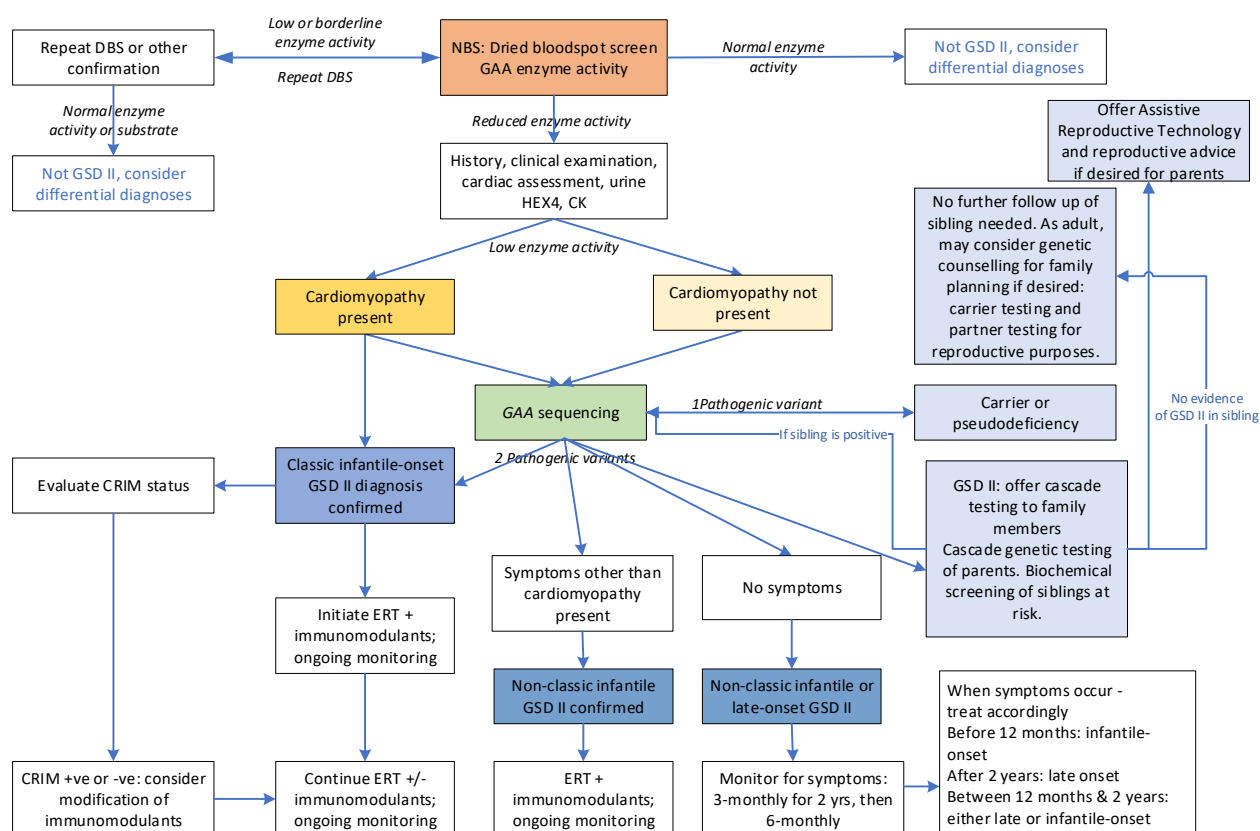 Low or borderline
enzyme activity
Repeat DBS
Repeat DBS or other
confirmation
NBS: Dried bloodspot screen
GAA enzyme activity
Normal enzyme
activity
Not GSD II, consider
differential diagnoses
Normal enzyme
activity or substrate
Not GSD II, consider
differential diagnoses
Reduced enzyme activity
History, clinical examination,
cardiac assessment, urine
HEX4, CK
Offer Assistive
Reproductive Technology
and reproductive advice
if desired for parents
No further follow up of
sibling needed. As adult,
may consider genetic
counselling for family
planning if desired:
carrier testing and
partner testing for
reproductive purposes.
Low enzyme activity
Cardiomyopathy
present
Cardiomyopathy not
present
GAA sequencing
1Pathogenic variant
Carrier or
pseudodeficiency
No evidence
of GSD II in sibling
If sibling is positive
2 Pathogenic variants
Evaluate CRIM status
Classic infantile-onset
GSD II diagnosis
confirmed
GSD II: offer cascade
testing to family
members
Cascade genetic testing
of parents. Biochemical
screening of siblings at
risk.
Initiate ERT +
immunomodulants;
ongoing monitoring
Symptoms other than
cardiomyopathy
present
No symptoms
Non-classic infantile
GSD II confirmed
Non-classic infantile or
late-onset GSD II
CRIM +ve or -ve: consider
modification of
immunomodulants
Continue ERT +/-
immunomodulants;
ongoing monitoring
ERT +
immunomodulants;
ongoing monitoring
Monitor for symptoms:
3-monthly for 2 yrs, then
6-monthly
When symptoms occur -
treat accordingly
Before 12 months: infantile-
onset
After 2 years: late onset
Between 12 months & 2 years:
either late or infantile-onset